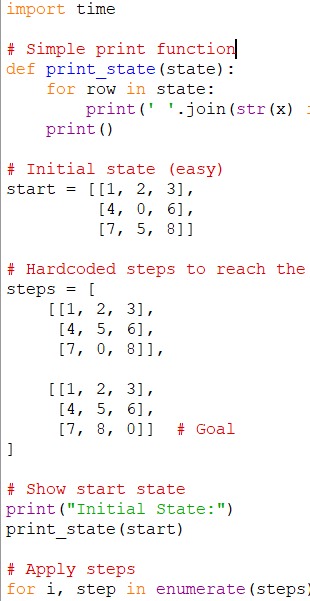 import time

# Simple print function
def print_state(state):
    for row in state:
        print(' '.join(str(x)
    print()

# Initial state (easy)
start = [[1, 2, 3],
         [4, 0, 6],
         [7, 5, 8]]

# Hardcoded steps to reach the
steps = [
    [[1, 2, 3],
     [4, 5, 6],
     [7, 0, 8]],

    [[1, 2, 3],
     [4, 5, 6],
     [7, 8, 0]]  # Goal
]

# Show start state
print("Initial State:")
print_state(start)

# Apply steps
for i, step in enumerate(steps)